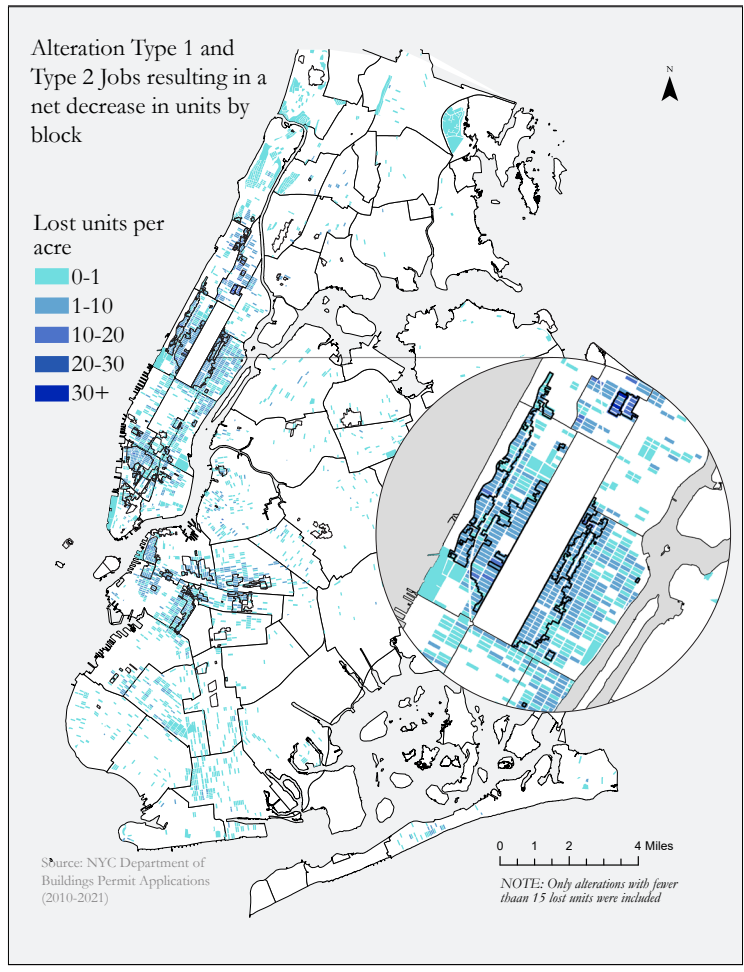 Alteration Type 1 and
Type 2 Jobs resulting in a
net decrease in units by
block
N
Lost units per
acre
0-1
1-10
10-20
20-30
30+
0 1 2 4 Miles
Source: NYC Department of
Buildings Permit Applications
(2010-2021)
NOTE: Only alterations with fewer
thaan 15 lost units were included